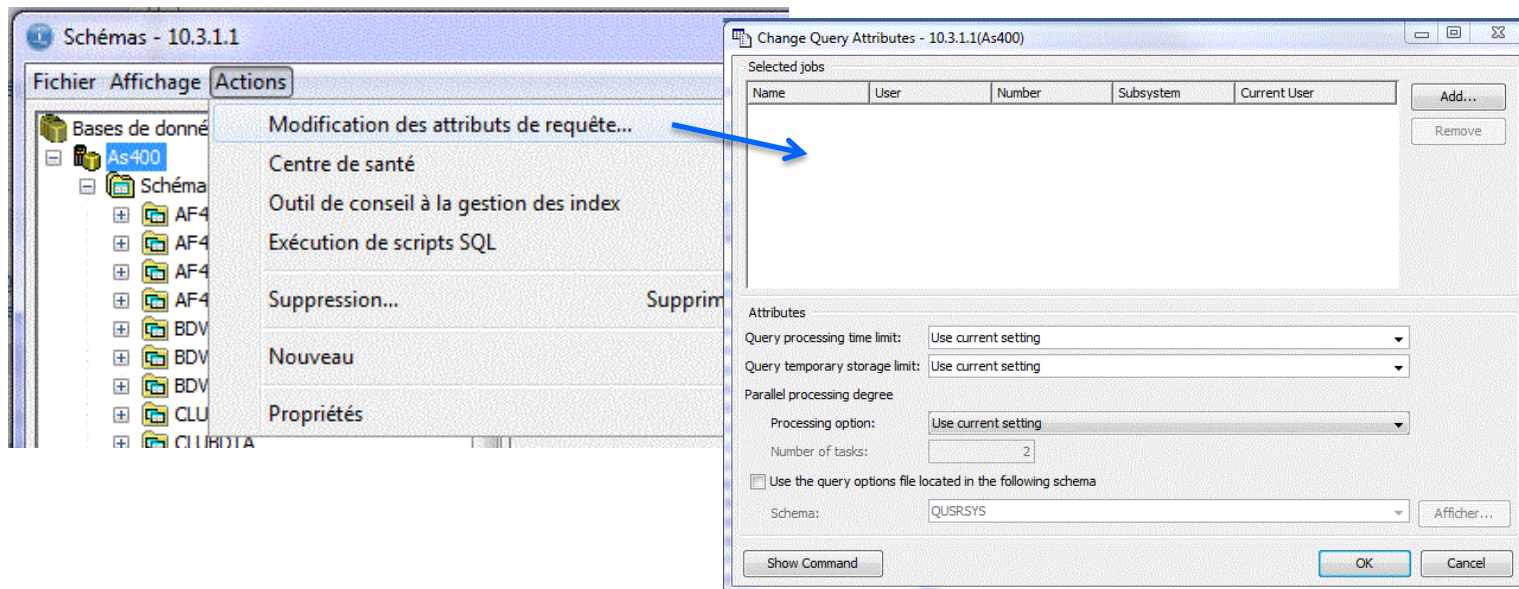 Schémas - 10.3.1.1
Fichier Affichage Actions
Bases de donné
As400
Schéma
AF4
AF4
AF4
AF4
BDV
BDV
BDV
CLU
CLUBDTA
Modification des attributs de requête...
Centre de santé
Outil de conseil à la gestion des index
Exécution de scripts SQL
Suppression... Supprim
Nouveau
Propriétés
Change Query Attributes - 10.3.1.1(As400)
Selected jobs
Name User Number Subsystem Current User
Add...
Remove
Attributes
Query processing time limit: Use current setting
Query temporary storage limit: Use current setting
Parallel processing degree
Processing option: Use current setting
Number of tasks: 2
Use the query options file located in the following schema
Schema: QUSRSYS Afficher...
Show Command OK Cancel